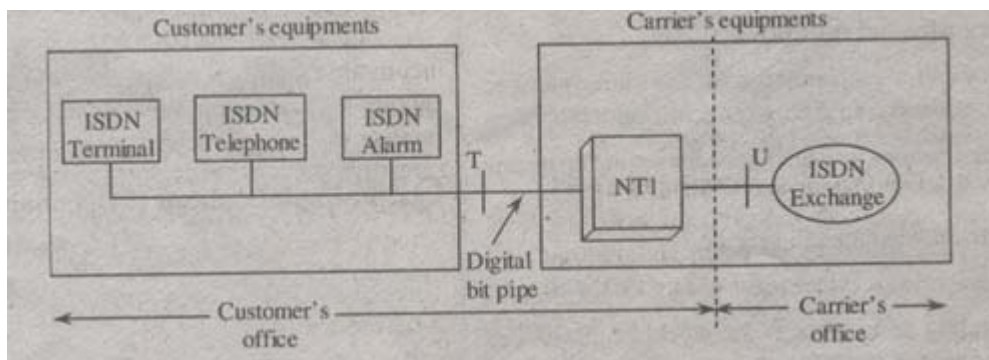 Customer's equipments
Carrier's equipments
ISDN
Terminal
ISDN
Telephone
ISDN
Alarm
T
NT1
U
ISDN
Exchange
Digital
bit pipe
Customer's
office
Carrier's
office